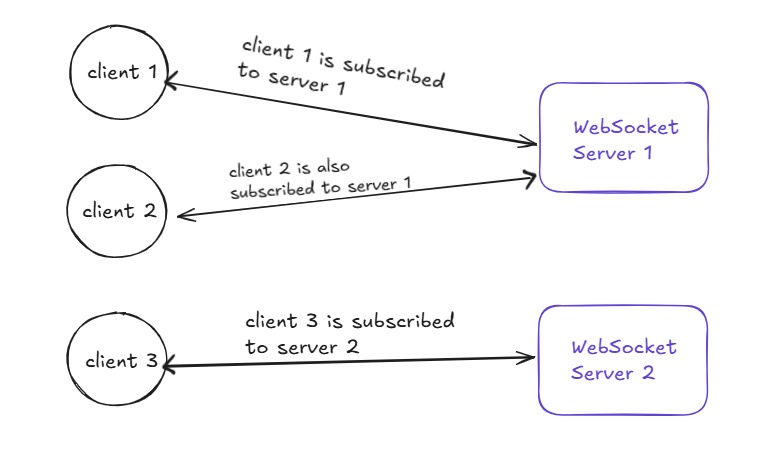 client 1
client 1 is subscribed
to server 1
WebSocket
Server 1
client 2
client 2 is also
subscribed to server 1
client 3
client 3 is subscribed
to server 2
WebSocket
Server 2